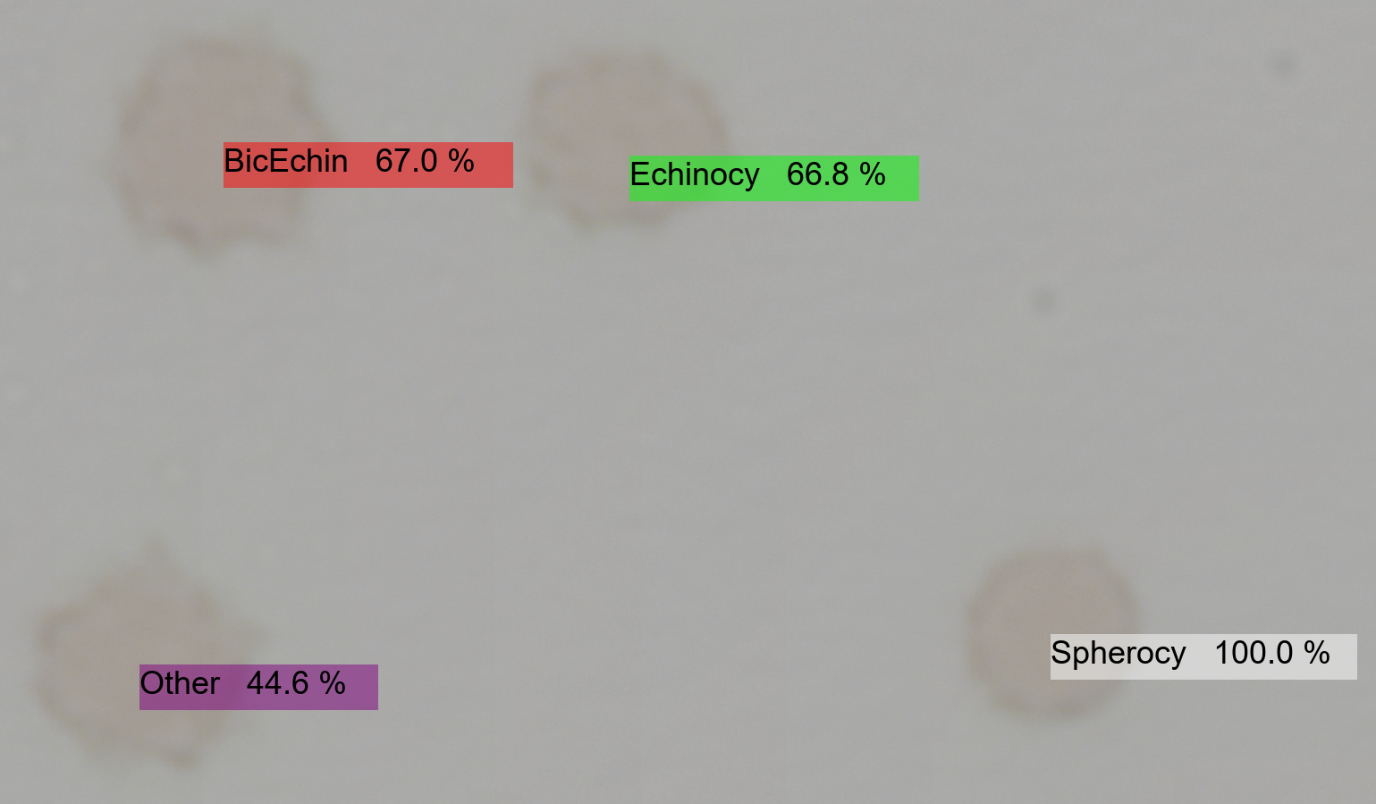 BicEchin 67.0 %
Echinocy 66.8 %
Other 44.6 %
Spherocy 100.0 %